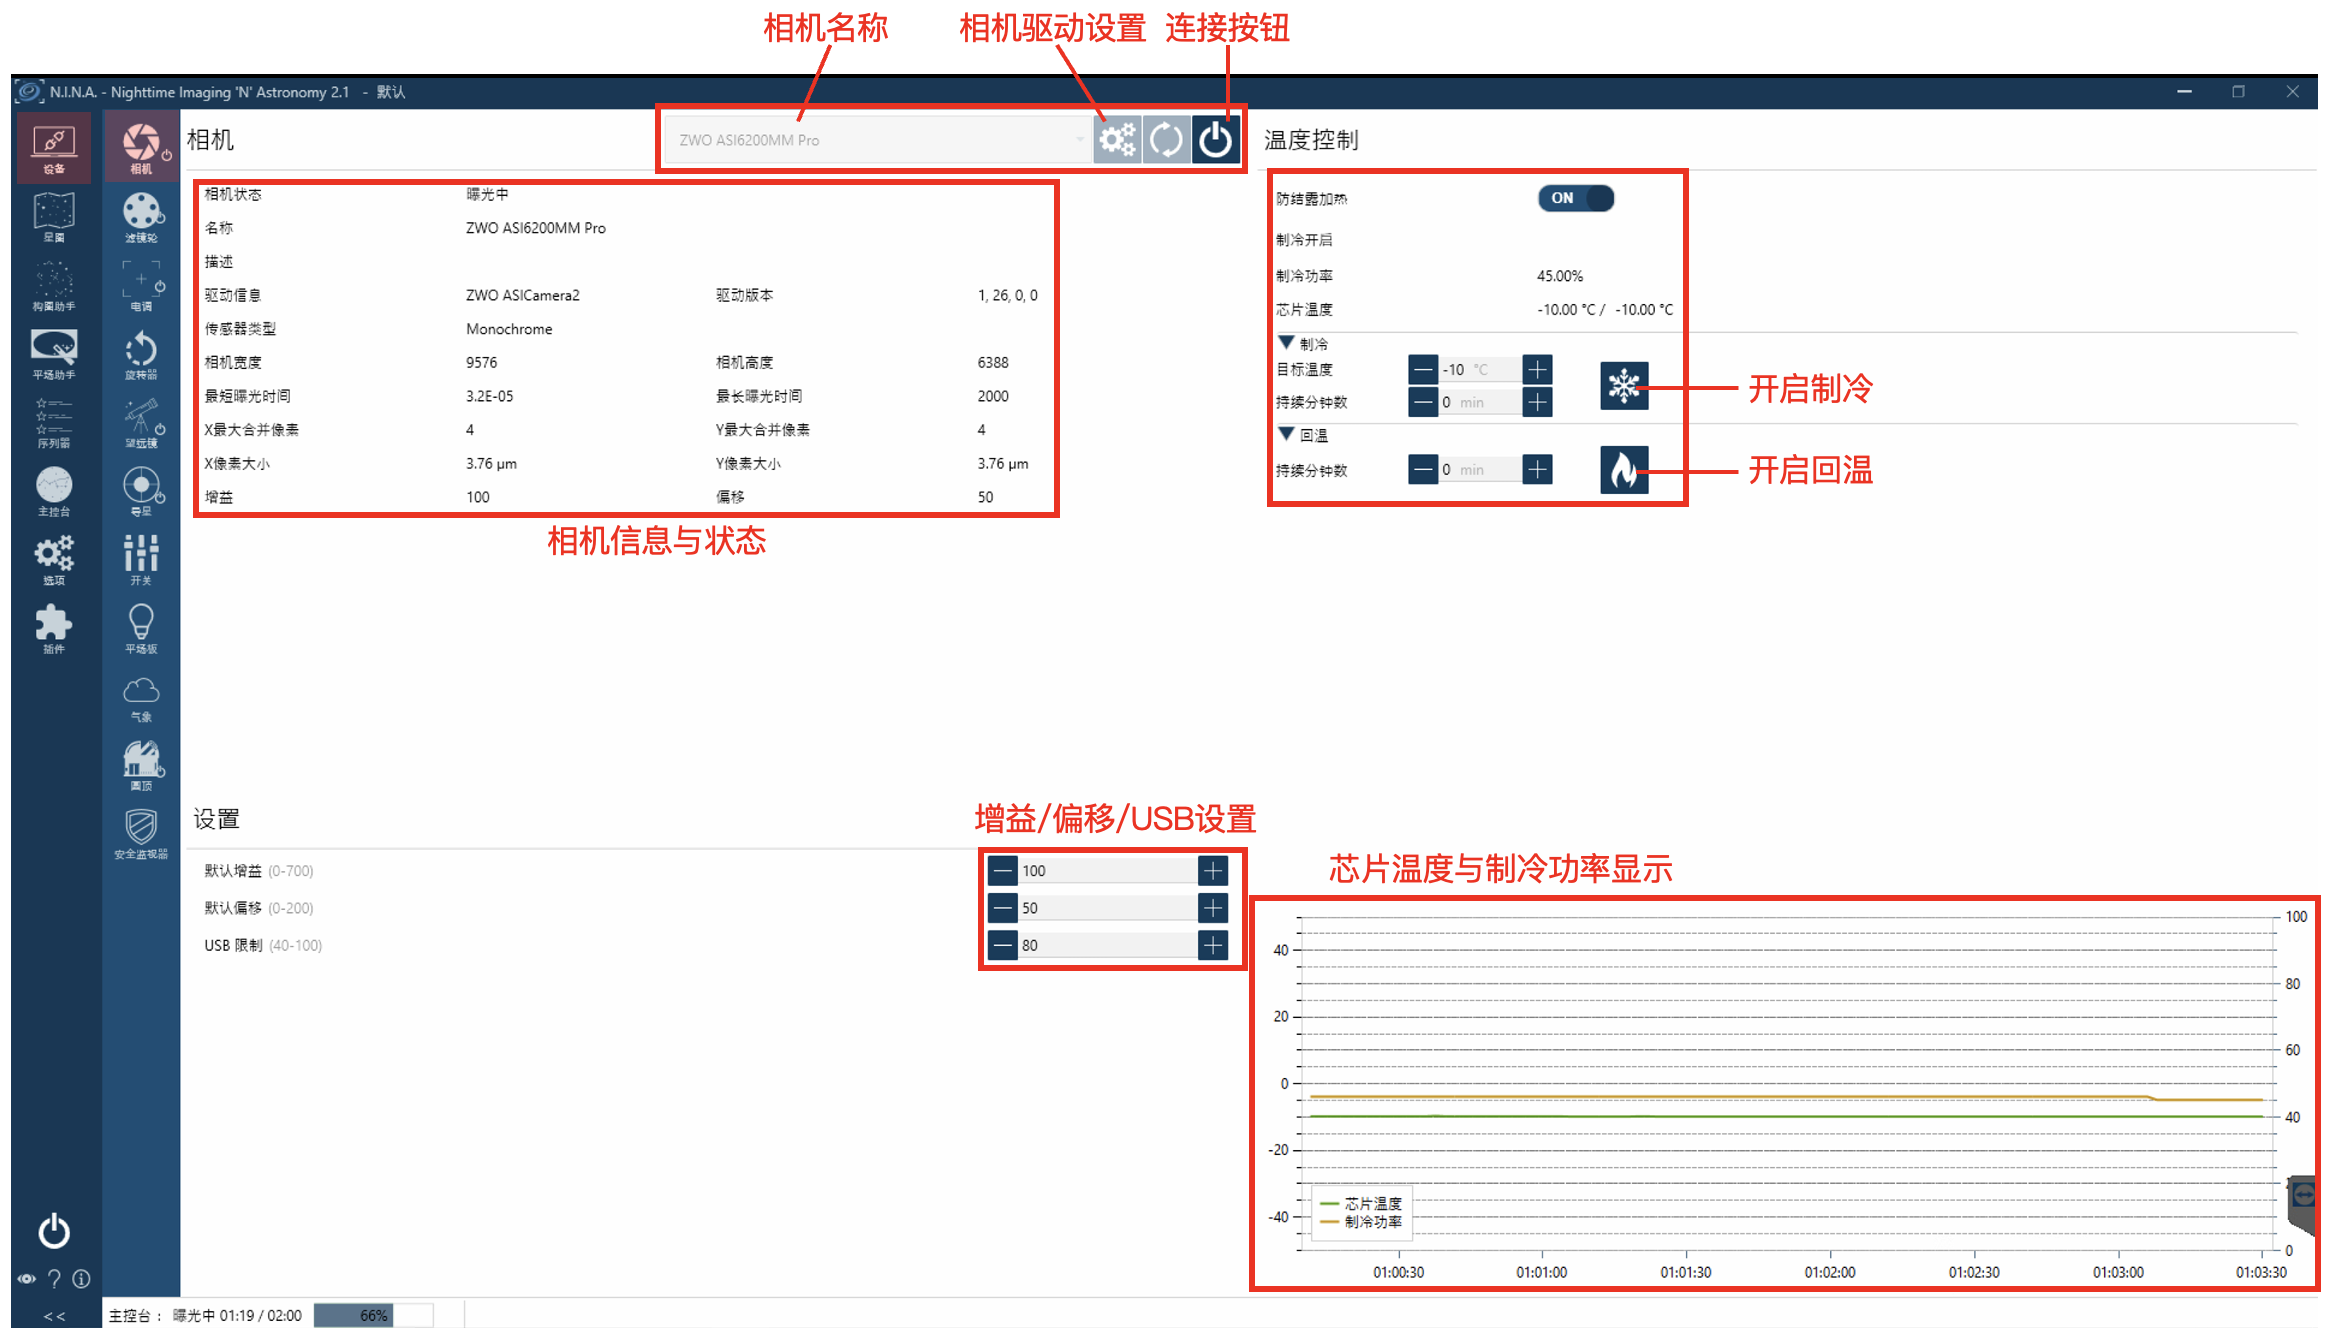 相机名称 相机驱动设置 连接按钮
N.I.N.A. - Nighttime Imaging 'N' Astronomy 2.1 - 默认
设备
星图
构图助手
平场助手
序列器
主控台
选项
插件
相机
滤镜轮
电调
旋转器
望远镜
导星
开关
平场板
气象
圆顶
安全监视器
相机
ZWO ASI6200MM Pro
相机状态 曝光中
名称 ZWO ASI6200MM Pro
描述
驱动信息 ZWO ASICamera2 驱动版本 1, 26, 0, 0
传感器类型 Monochrome
相机宽度 9576 相机高度 6388
最短曝光时间 3.2E-05 最长曝光时间 2000
X最大合并像素 4 Y最大合并像素 4
X像素大小 3.76 µm Y像素大小 3.76 µm
增益 100 偏移 50
相机信息与状态
温度控制
防结露加热 ON
制冷开启
制冷功率 45.00%
芯片温度 -10.00 °C / -10.00 °C
制冷
目标温度 -10 °C
持续分钟数 0 min
开启制冷
回温
持续分钟数 0 min
开启回温
设置
增益/偏移/USB设置
默认增益 (0-700) 100
默认偏移 (0-200) 50
USB 限制 (40-100) 80
芯片温度与制冷功率显示
40
20
0
-20
-40
100
80
60
40
0
芯片温度
制冷功率
01:00:30 01:01:00 01:01:30 01:02:00 01:02:30 01:03:00 01:03:30
<<
主控台： 曝光中 01:19 / 02:00 66%